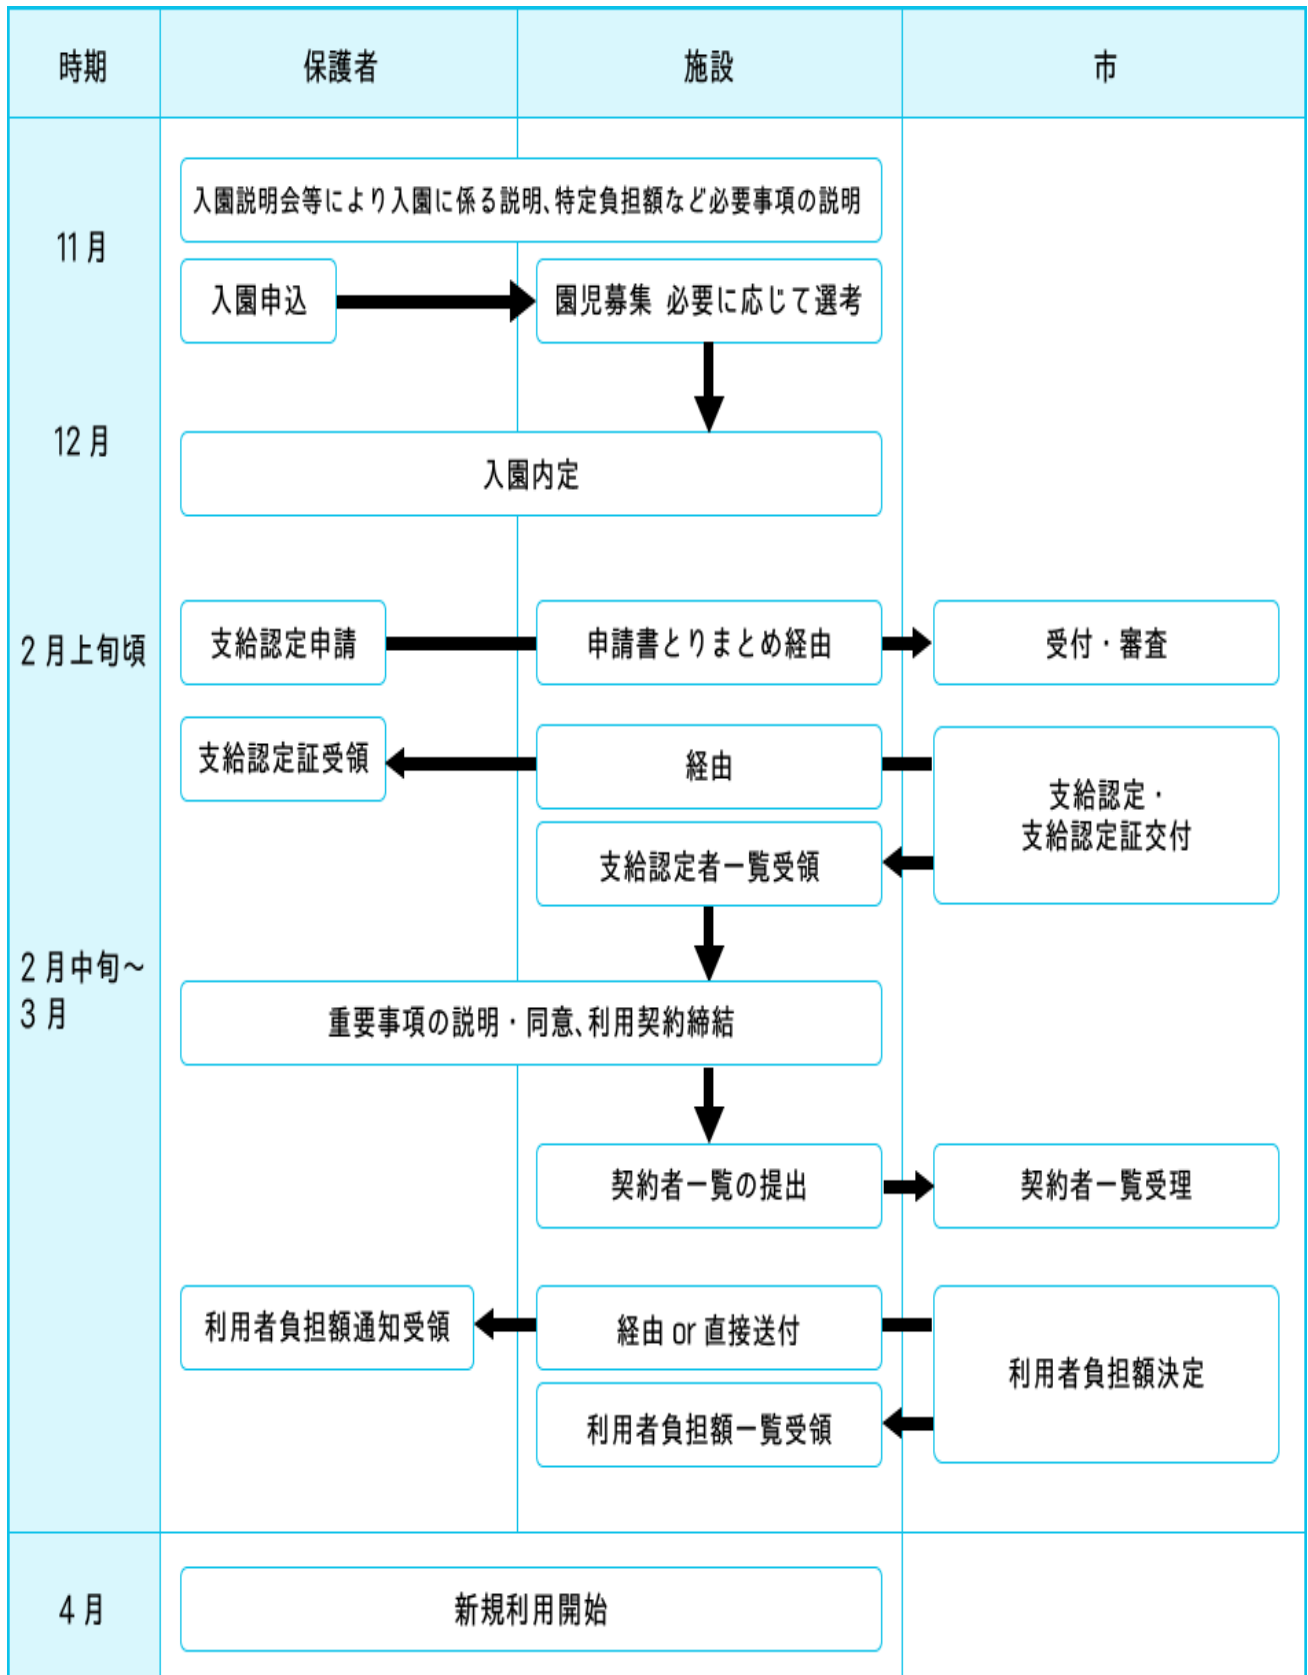 時期
保護者
施設
市
11月
入園説明会等により入園に係る説明、特定負担額など必要事項の説明
入園申込
園児募集 必要に応じて選考
12月
入園内定
2月上旬頃
支給認定申請
申請書とりまとめ経由
受付・審査
支給認定証受領
経由
支給認定・
支給認定証交付
支給認定者一覧受領
2月中旬～
3月
重要事項の説明・同意、利用契約締結
契約者一覧の提出
契約者一覧受理
利用者負担額通知受領
経由 or 直接送付
利用者負担額決定
利用者負担額一覧受領
4月
新規利用開始